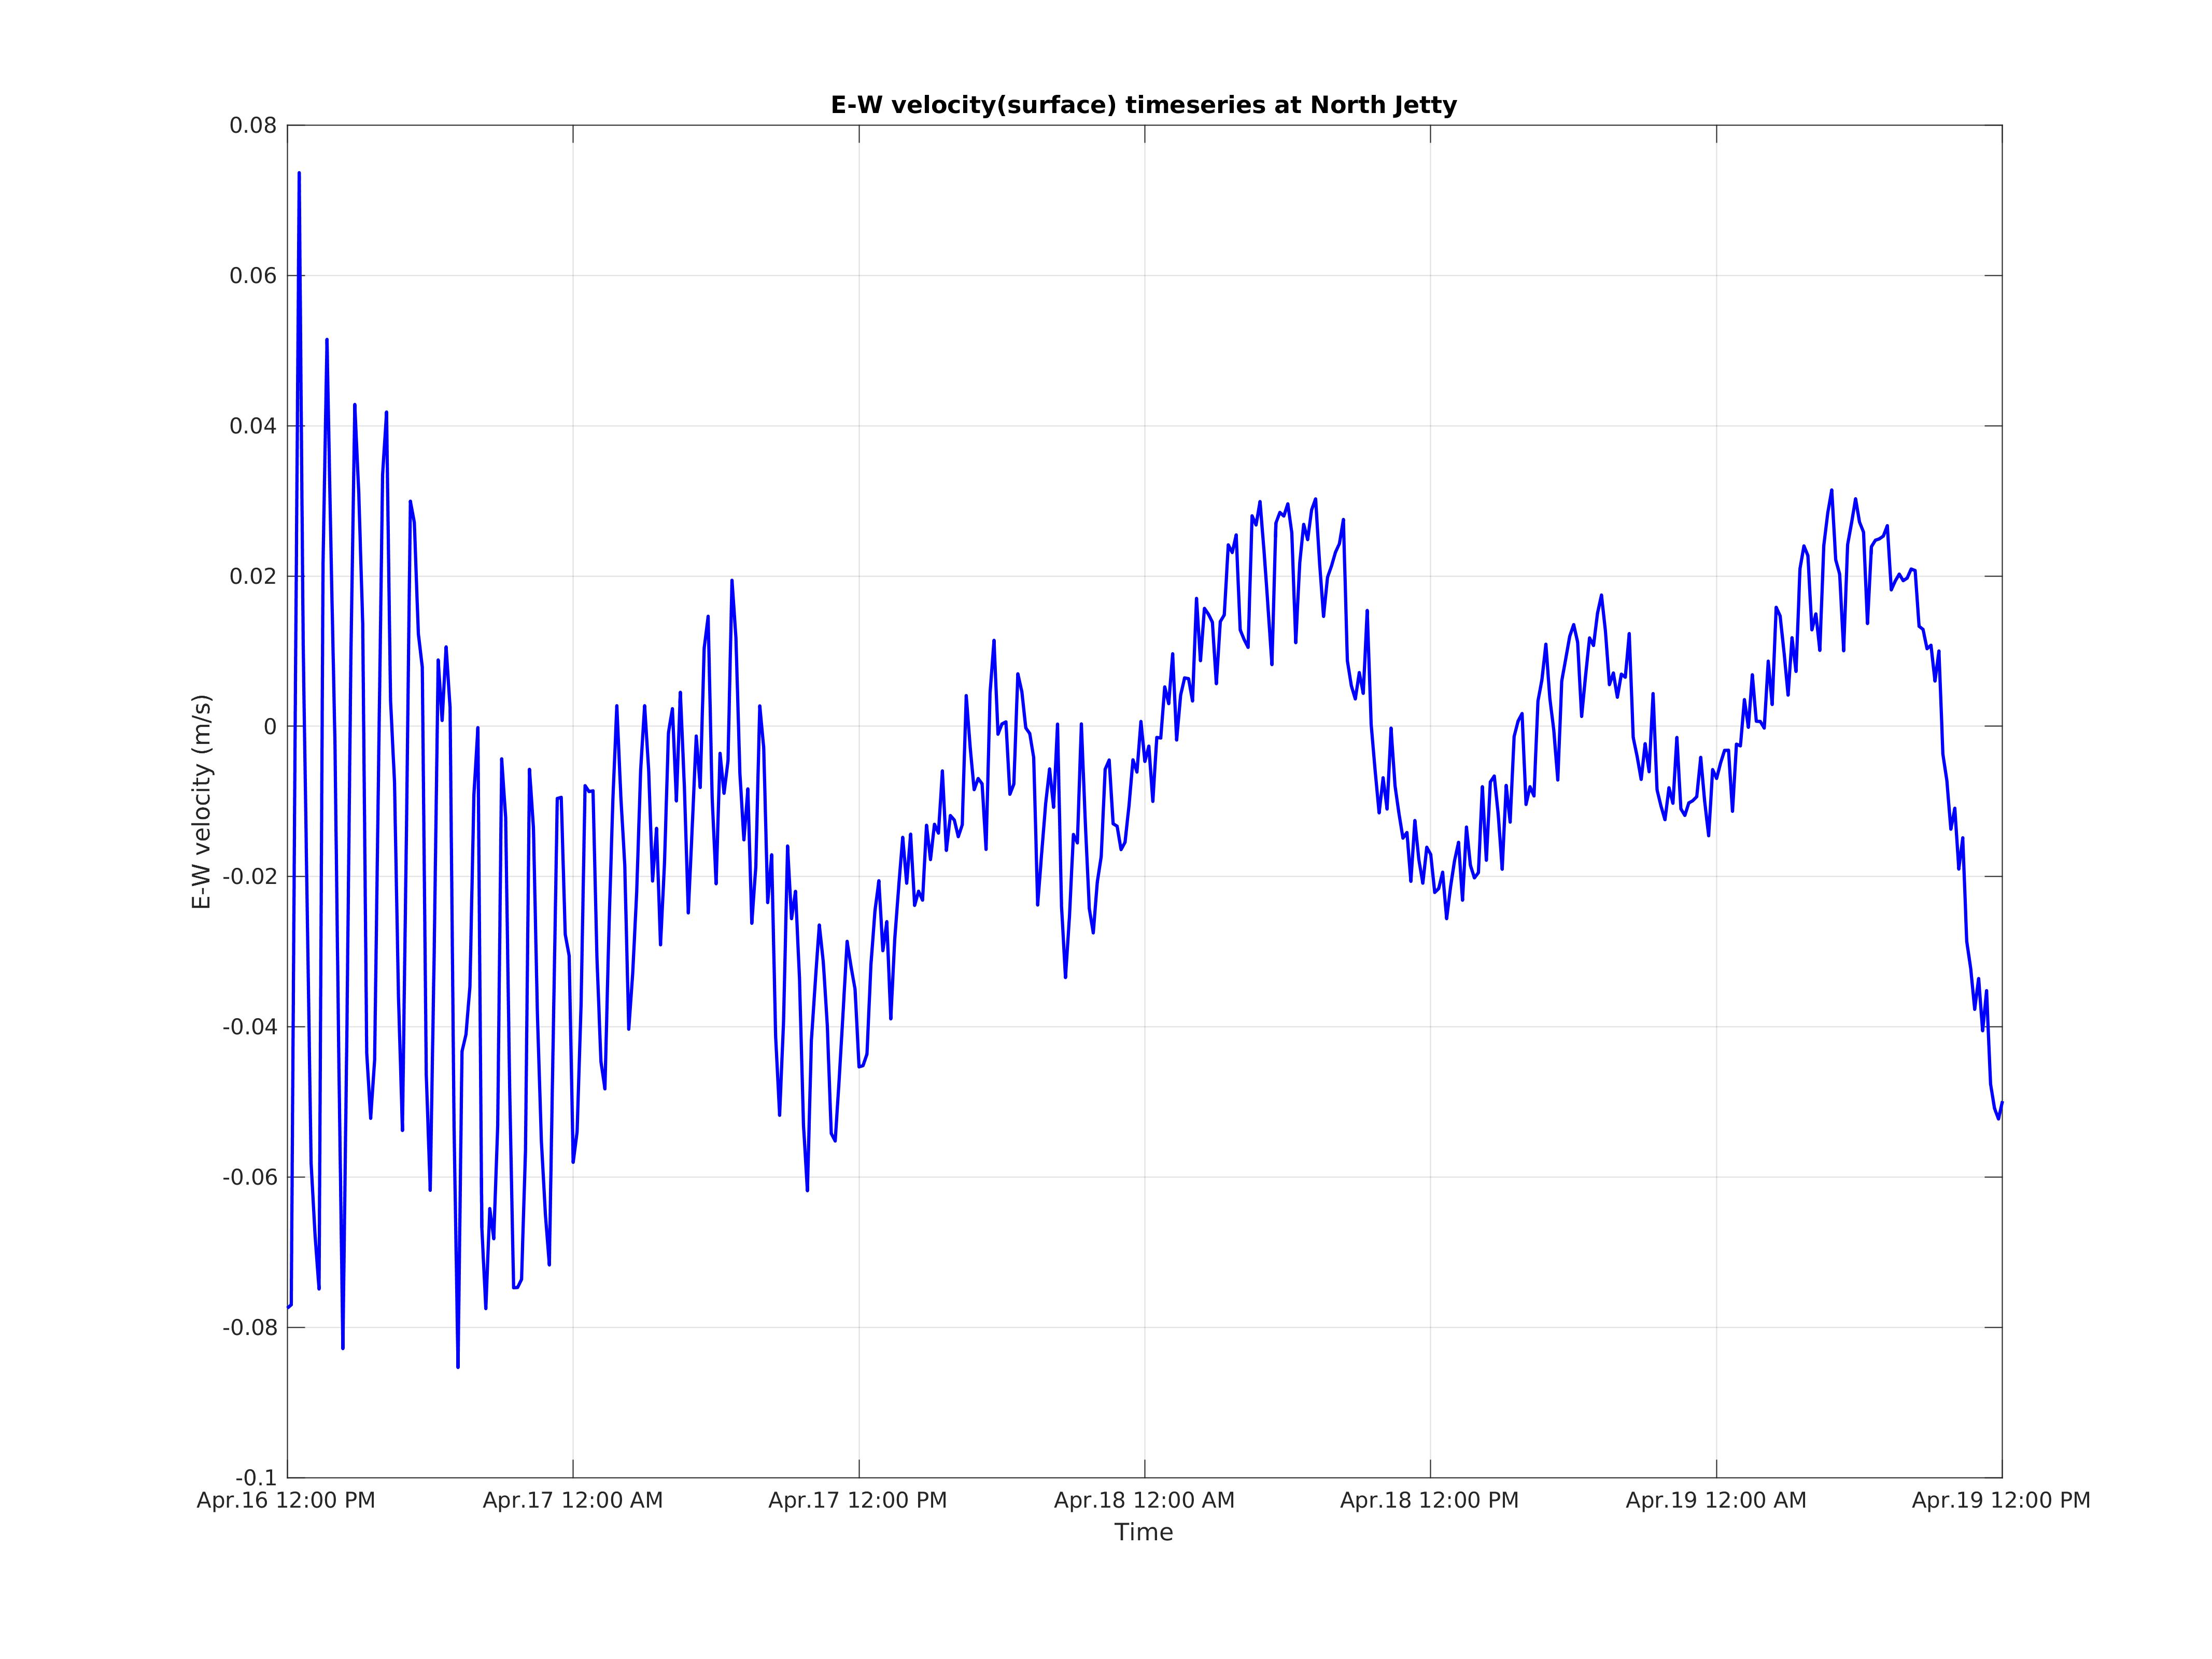 E-W velocity(surface) timeseries at North Jetty
0.08
0.06
0.04
0.02
0
-0.02
-0.04
-0.06
-0.08
-0.1
E-W velocity (m/s)
Apr.16 12:00 PM
Apr.17 12:00 AM
Apr.17 12:00 PM
Apr.18 12:00 AM
Apr.18 12:00 PM
Apr.19 12:00 AM
Apr.19 12:00 PM
Time